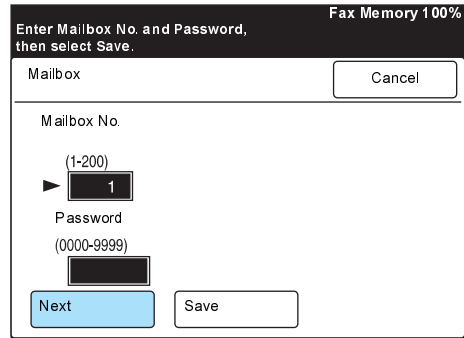 Fax Memory 100%
Enter Mailbox No. and Password,
then select Save.
Mailbox
Cancel
Mailbox No.
(1-200)
1
Password
(0000-9999)
Next
Save